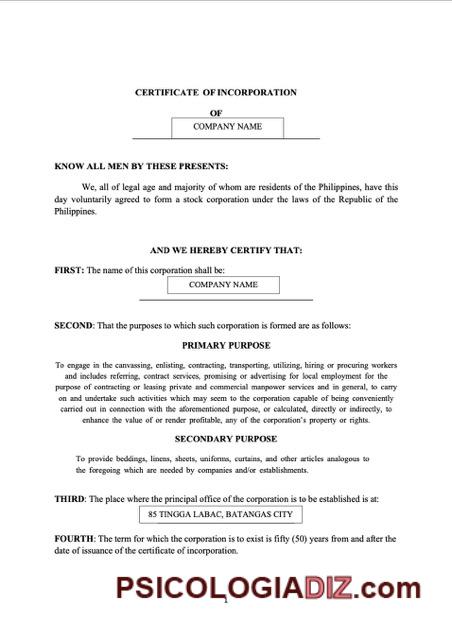 CERTIFICATE OF INCORPORATION
OF
COMPANY NAME
KNOW ALL MEN BY THESE PRESENTS:
We, all of legal age and majority of whom are residents of the Philippines, have this
day voluntarily agreed to form a stock corporation under the laws of the Republic of the
Philippines.
AND WE HEREBY CERTIFY THAT:
FIRST: The name of this corporation shall be:
COMPANY NAME
SECOND: That the purposes to which such corporation is formed are as follows:
PRIMARY PURPOSE
To engage in the canvassing, enlisting, contracting, transporting, utilizing, hiring or procuring workers
and includes referring, contract services, promising or advertising for local employment for the
purpose of contracting or leasing private and commercial manpower services and in general, to carry
on and undertake such activities which may seem to the corporation capable of being conveniently
carried out in connection with the aforementioned purpose, or calculated, directly or indirectly, to
enhance the value of or render profitable, any of the corporation's property or rights.
SECONDARY PURPOSE
To provide beddings, linens, sheets, uniforms, curtains, and other articles analogous to
the foregoing which are needed by companies and/or establishments.
THIRD: The place where the principal office of the corporation is to be established is at:
85 TINGGA LABAC, BATANGAS CITY
FOURTH: The term for which the corporation is to exist is fifty (50) years from and after the
date of issuance of the certificate of incorporation.
PSICOLOGIADIZ.com
1